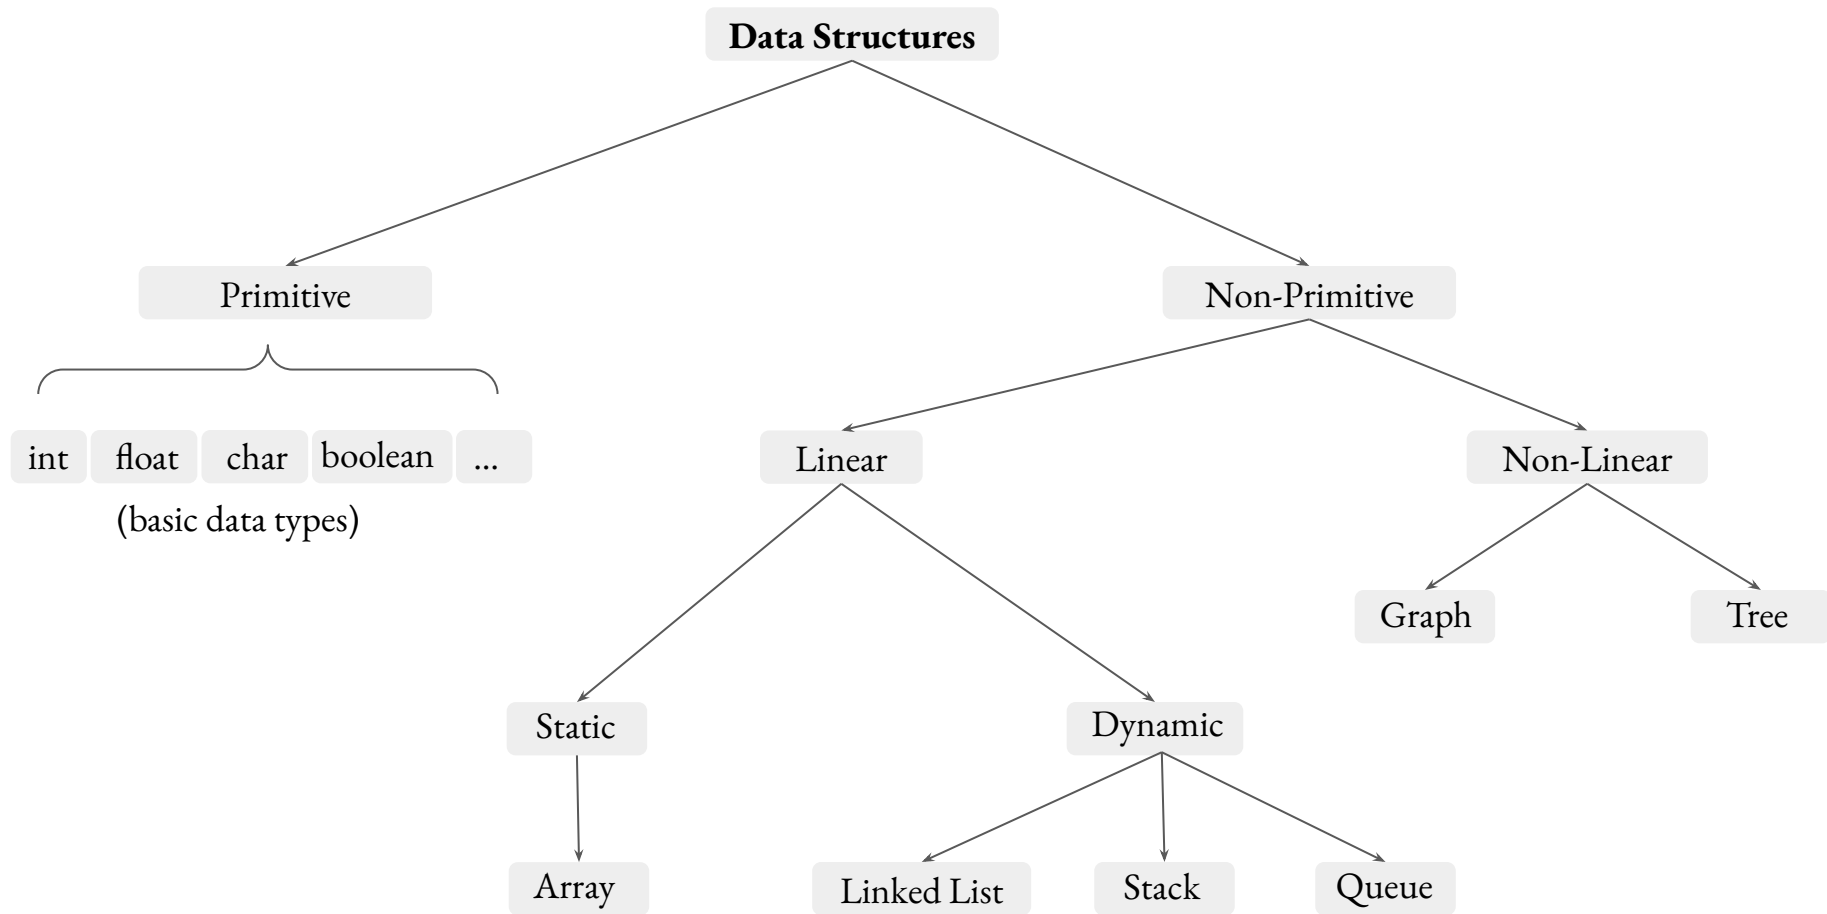 Data Structures
Primitive
Non-Primitive
int
float
char
boolean
...
(basic data types)
Linear
Non-Linear
Graph
Tree
Static
Dynamic
Array
Linked List
Stack
Queue